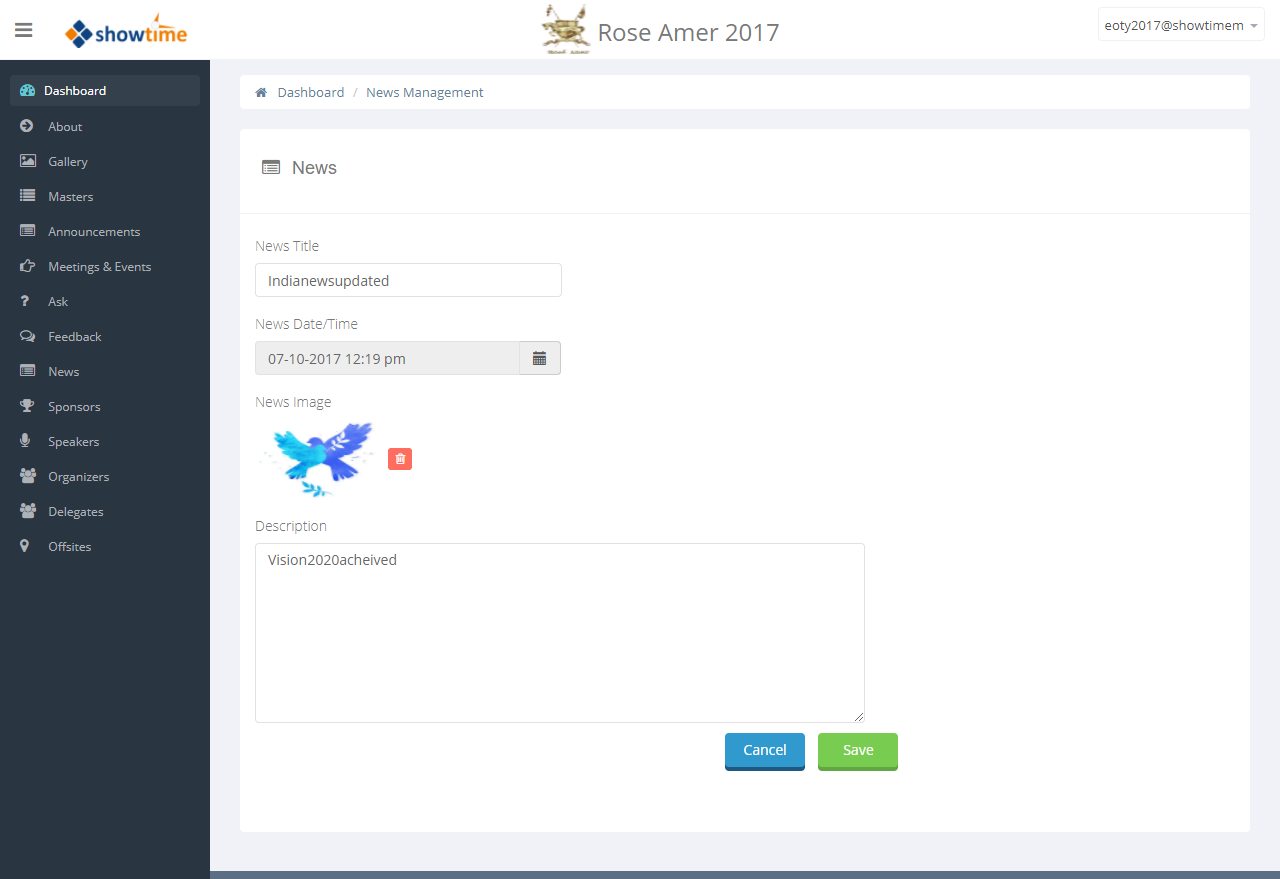 showtime
Rose Amer 2017
eoty2017@showtimem
Dashboard
About
Gallery
Masters
Announcements
Meetings & Events
Ask
Feedback
News
Sponsors
Speakers
Organizers
Delegates
Offsites
Dashboard / News Management
News
News Title
Indianewsupdated
News Date/Time
07-10-2017 12:19 pm
News Image
Description
Vision2020acheived
Cancel
Save